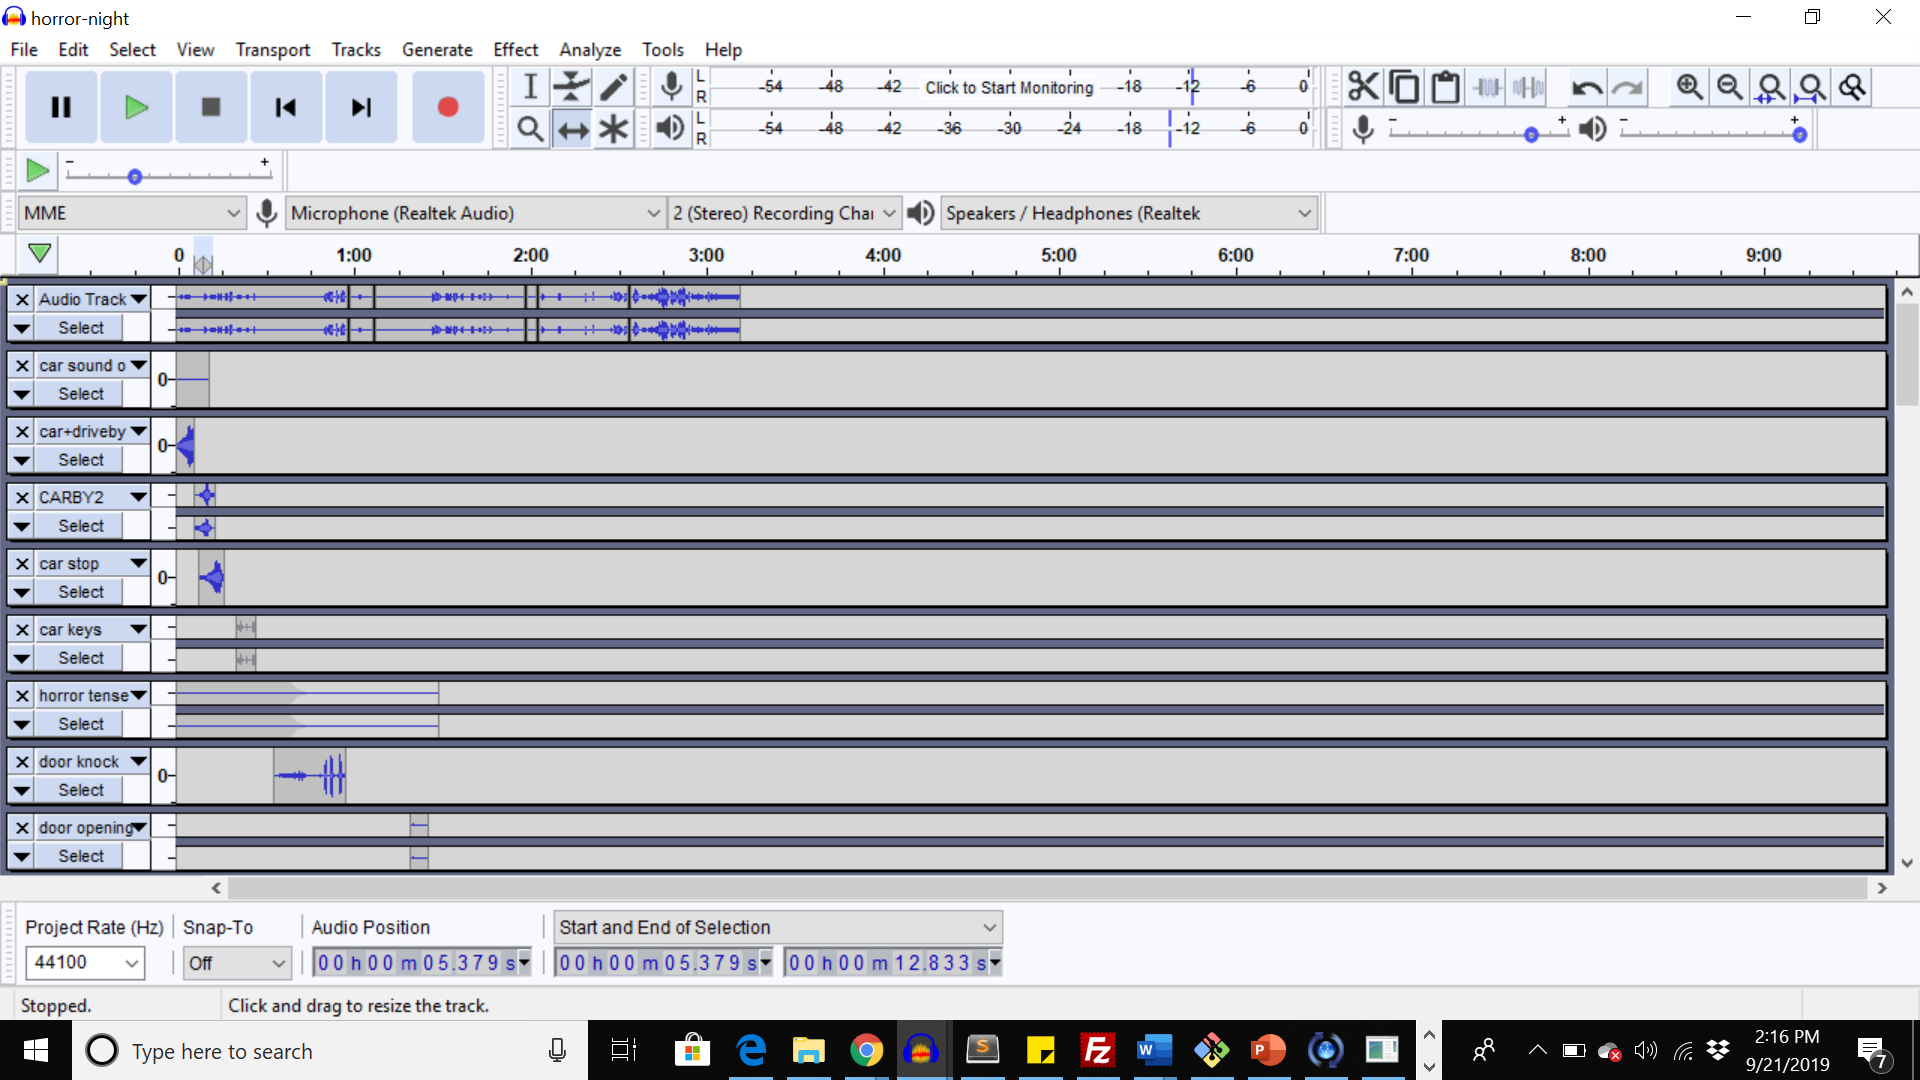 horror-night
File Edit Select View Transport Tracks Generate Effect Analyze Tools Help
L R -54 -48 -42 Click to Start Monitoring -18 -12 -6 0
L R -54 -48 -42 -36 -30 -24 -18 -12 -6 0
- +
- +
- +
MME Microphone (Realtek Audio) 2 (Stereo) Recording Chai Speakers / Headphones (Realtek
0 1:00 2:00 3:00 4:00 5:00 6:00 7:00 8:00 9:00
Audio Track
Select
car sound o
0
Select
car+driveby
0
Select
CARBY2
Select
car stop
0
Select
car keys
Select
horror tense
Select
door knock
0
Select
door opening
Select
Project Rate (Hz) Snap-To Audio Position Start and End of Selection
44100 Off 00 h 00 m 05.379 s 00 h 00 m 05.379 s 00 h 00 m 12.833 s
Stopped. Click and drag to resize the track.
Type here to search
2:16 PM
9/21/2019
7